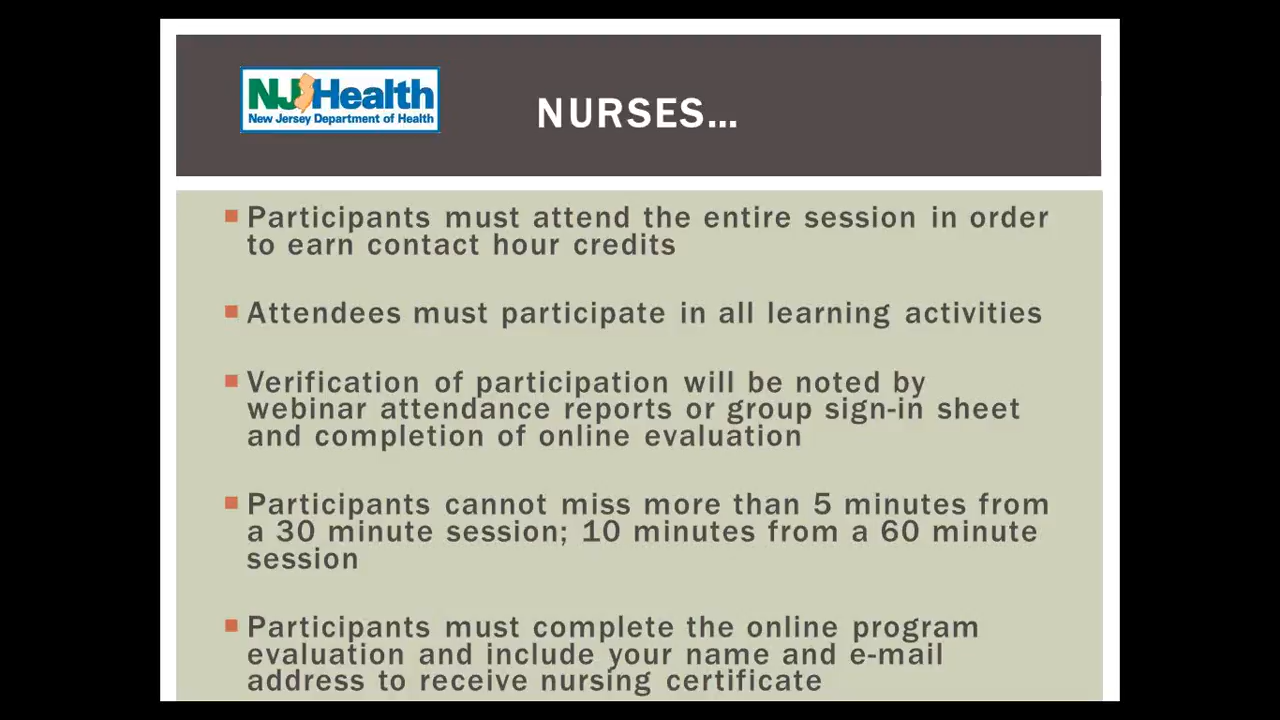 NJHealth
New Jersey Department of Health
NURSES...
Participants must attend the entire session in order
to earn contact hour credits
Attendees must participate in all learning activities
Verification of participation will be noted by
webinar attendance reports or group sign-in sheet
and completion of online evaluation
Participants cannot miss more than 5 minutes from
a 30 minute session; 10 minutes from a 60 minute
session
Participants must complete the online program
evaluation and include your name and e-mail
address to receive nursing certificate